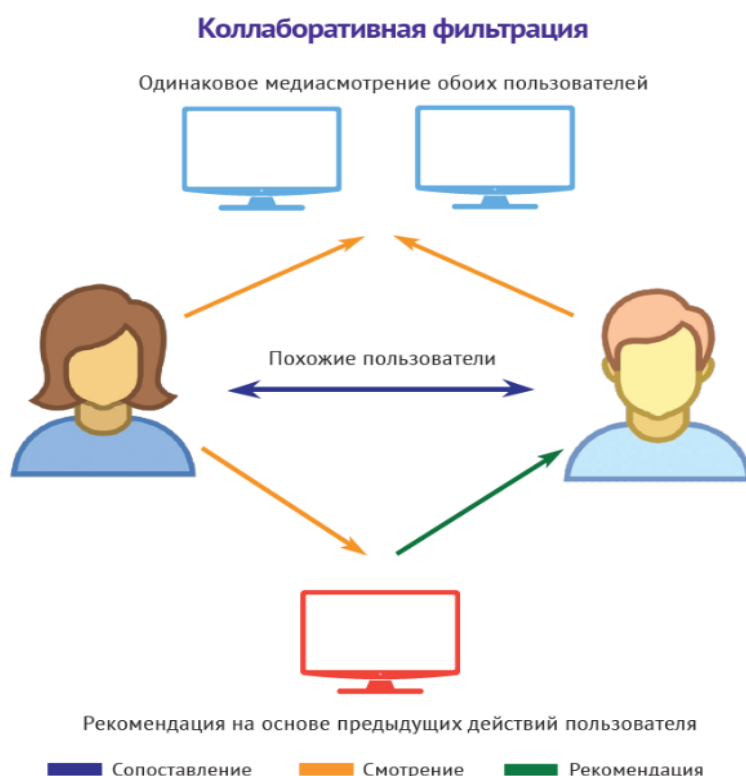 Коллаборативная фильтрация
Одинаковое медиасмотрение обоих пользователей
Похожие пользователи
Рекомендация на основе предыдущих действий пользователя
Сопоставление Смотрение Рекомендация